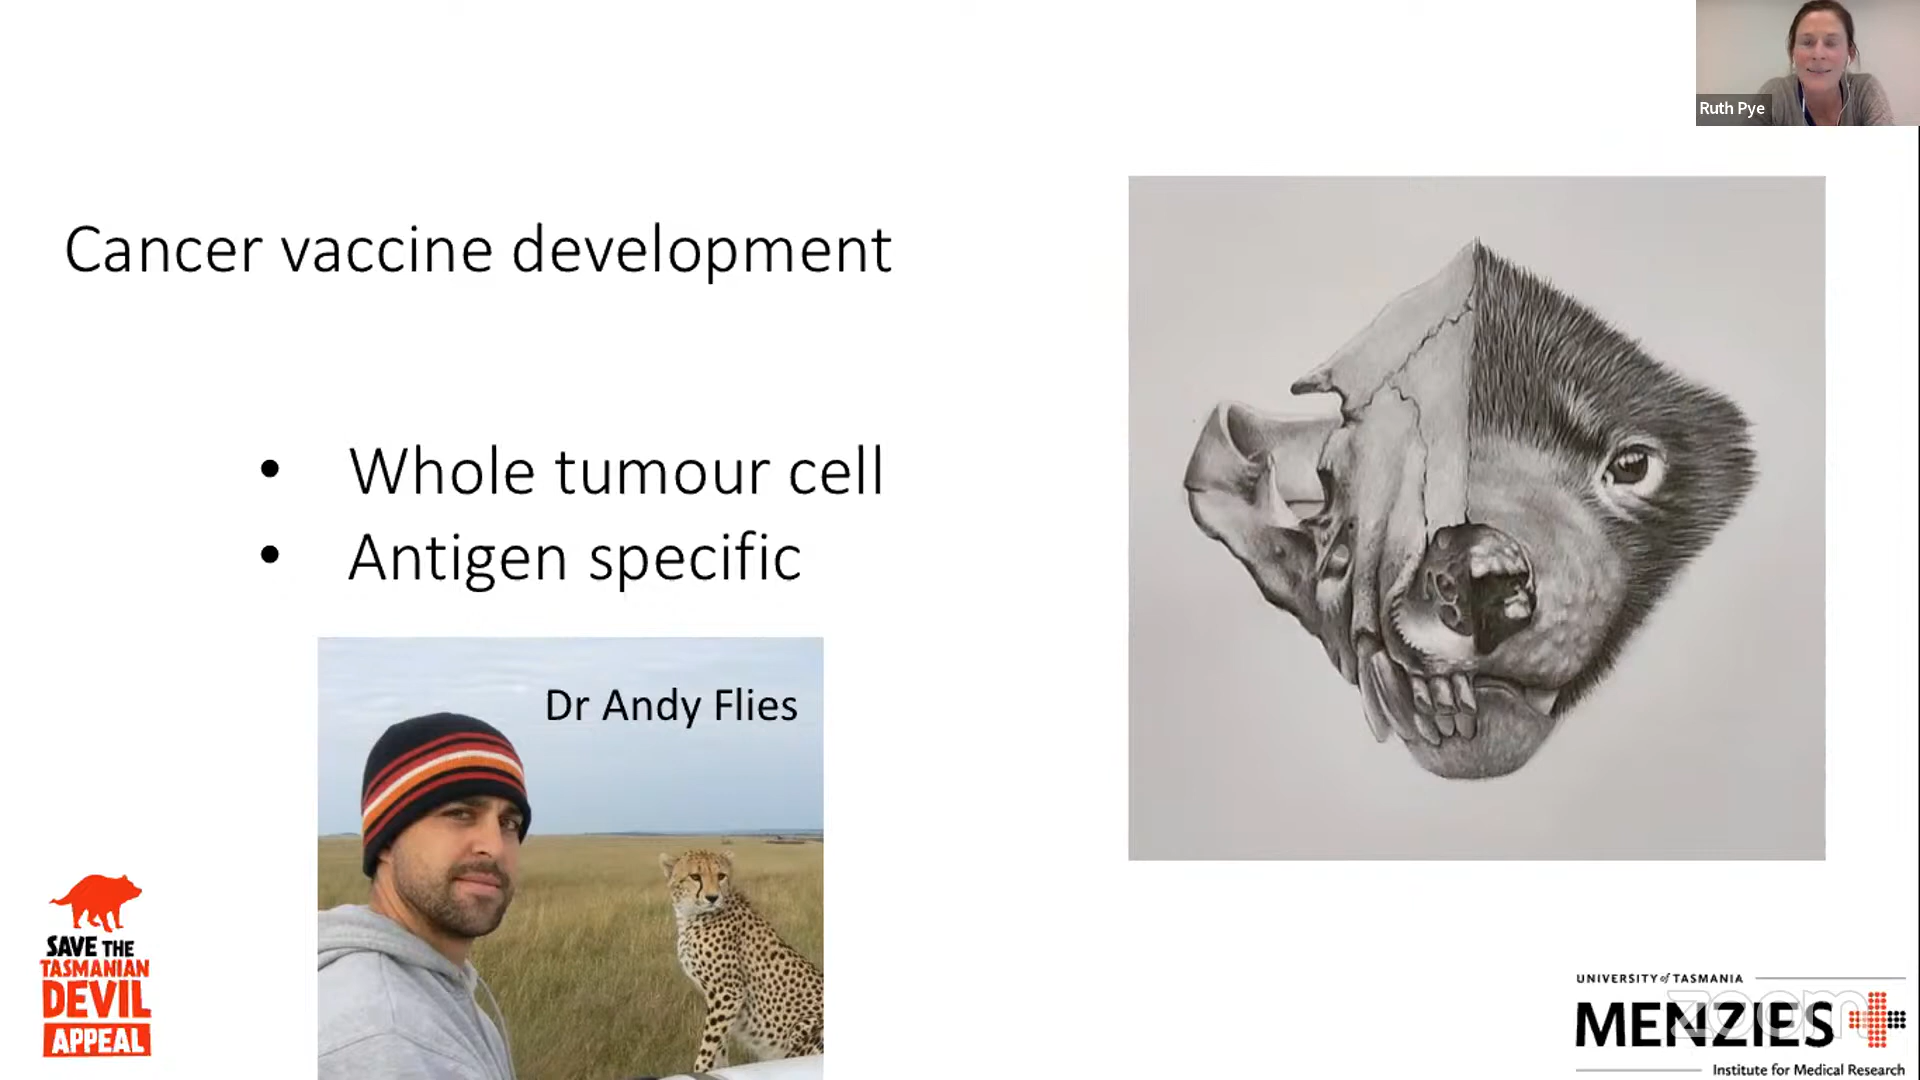 Ruth Pye
Cancer vaccine development
• Whole tumour cell
• Antigen specific
Dr Andy Flies
SAVE THE
TASMANIAN
DEVIL
APPEAL
UNIVERSITY of TASMANIA
MENZIES
zoom
Institute for Medical Research